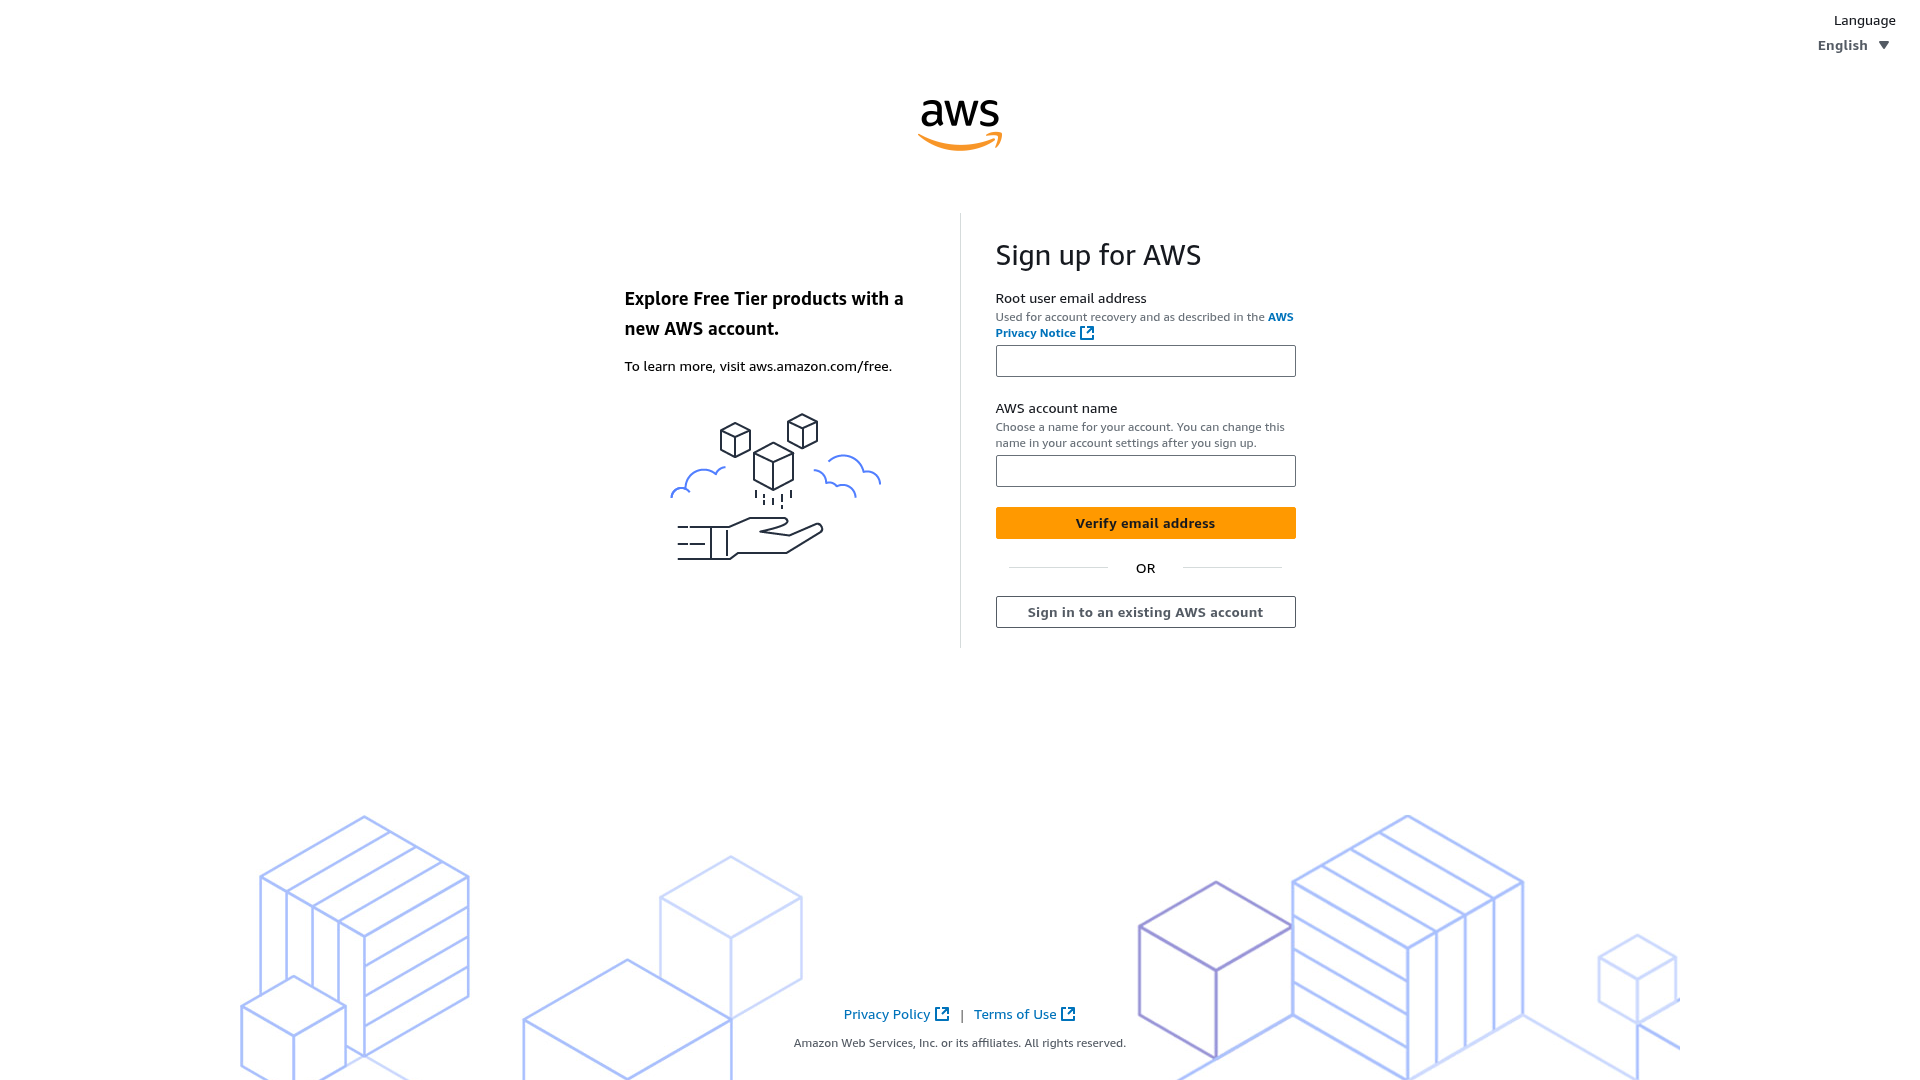 Language
English
aws
Explore Free Tier products with a
new AWS account.
To learn more, visit aws.amazon.com/free.
Sign up for AWS
Root user email address
Used for account recovery and as described in the AWS
Privacy Notice
AWS account name
Choose a name for your account. You can change this
name in your account settings after you sign up.
Verify email address
OR
Sign in to an existing AWS account
Privacy Policy | Terms of Use
Amazon Web Services, Inc. or its affiliates. All rights reserved.